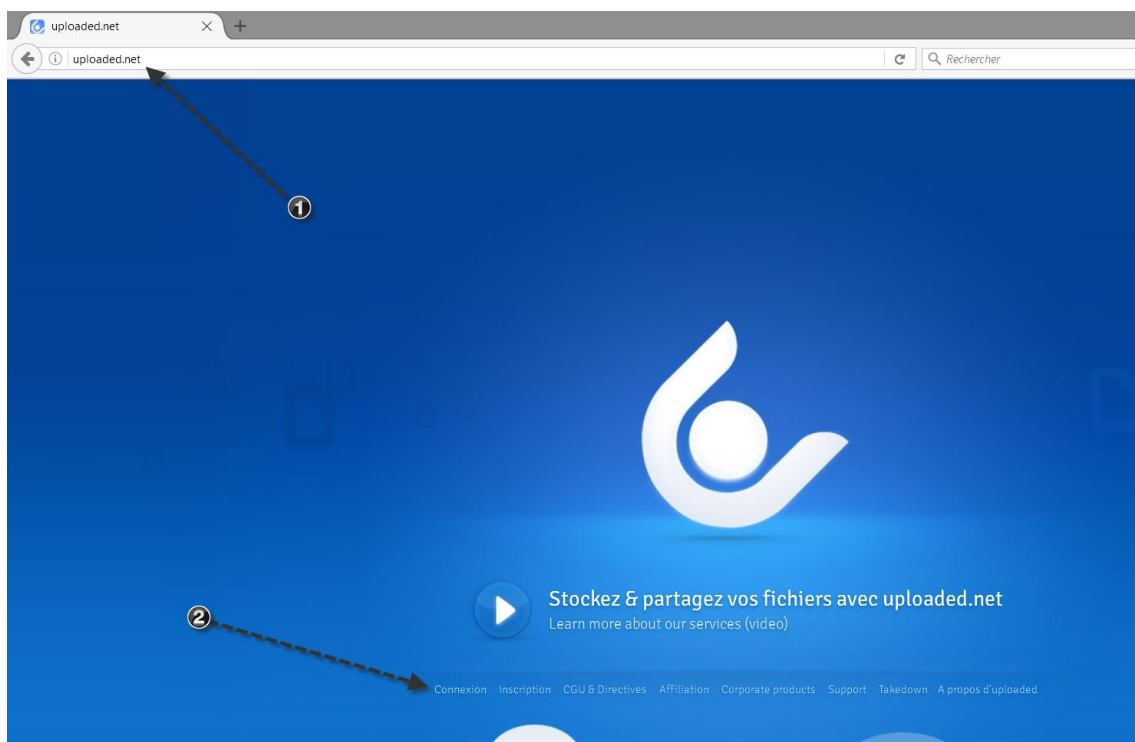 uploaded.net
uploaded.net
Rechercher
1
Stockez & partagez vos fichiers avec uploaded.net
Learn more about our services (video)
2
Connexion Inscription CGU & Directives Affiliation Corporate products Support Takedown A propos d'uploaded